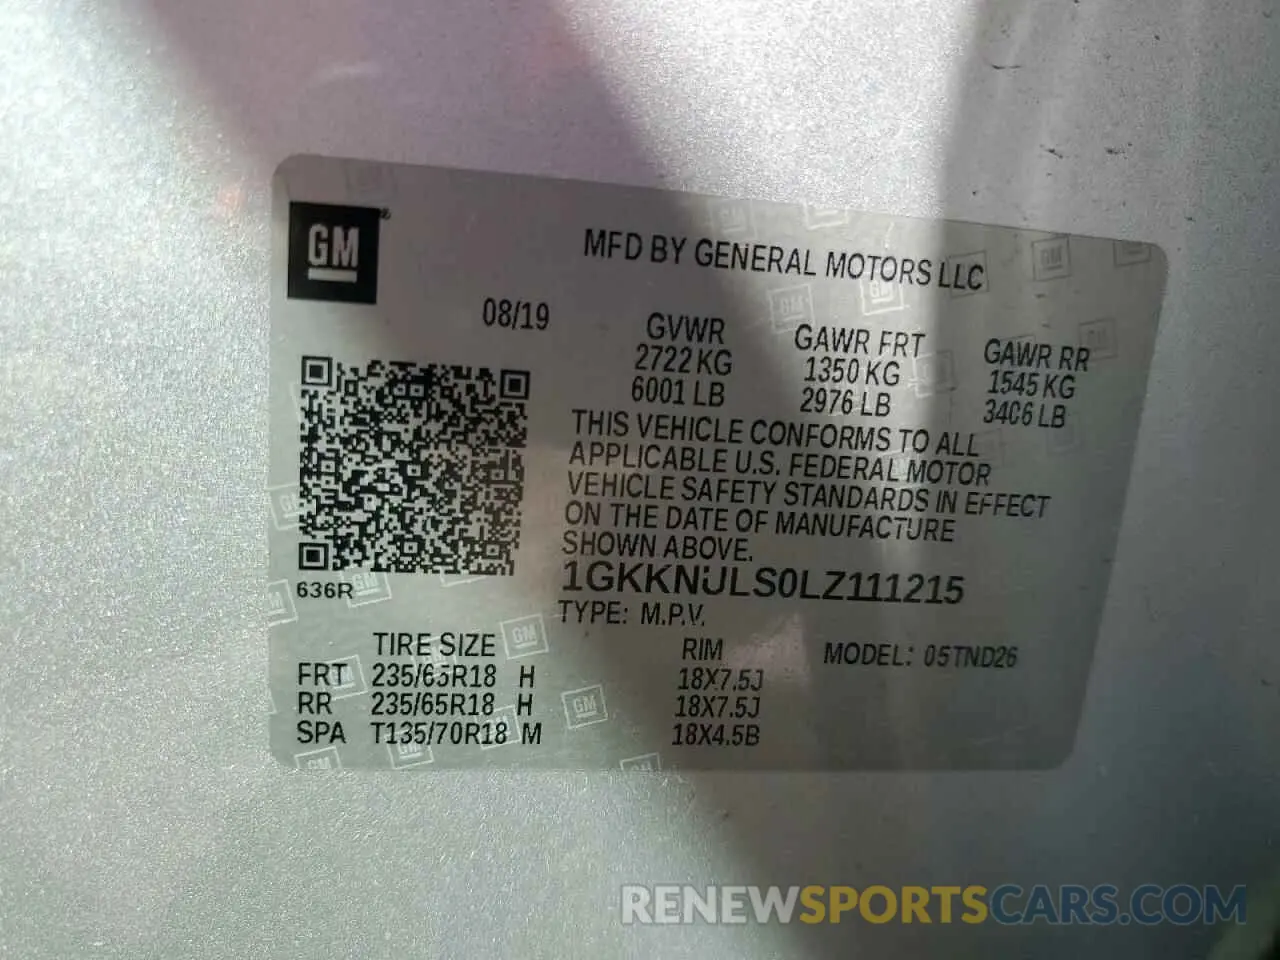 GM®
MFD BY GENERAL MOTORS LLC
08/19
GVWR GAWR FRT GAWR RR
2722 KG 1350 KG 1545 KG
6001 LB 2976 LB 3406 LB
THIS VEHICLE CONFORMS TO ALL
APPLICABLE U.S. FEDERAL MOTOR
VEHICLE SAFETY STANDARDS IN EFFECT
ON THE DATE OF MANUFACTURE
SHOWN ABOVE.
636R
1GKKNULS0LZ111215
TYPE: M.P.V.
TIRE SIZE RIM MODEL: 05TND26
FRT 235/65R18 H 18X7.5J
RR 235/65R18 H 18X7.5J
SPA T135/70R18 M 18X4.5B
RENEWSPORTSCARS.COM